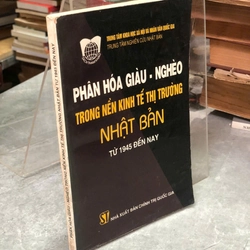 TRUNG TÂM KHOA HỌC XÃ HỘI VÀ NHÂN VĂN QUỐC GIA
TRUNG TÂM NGHIÊN CỨU NHẬT BẢN
PHÂN HÓA GIÀU - NGHÈO
TRONG NỀN KINH TẾ THỊ TRƯỜNG
NHẬT BẢN
TỪ 1945 ĐẾN NAY
NHÀ XUẤT BẢN CHÍNH TRỊ QUỐC GIA